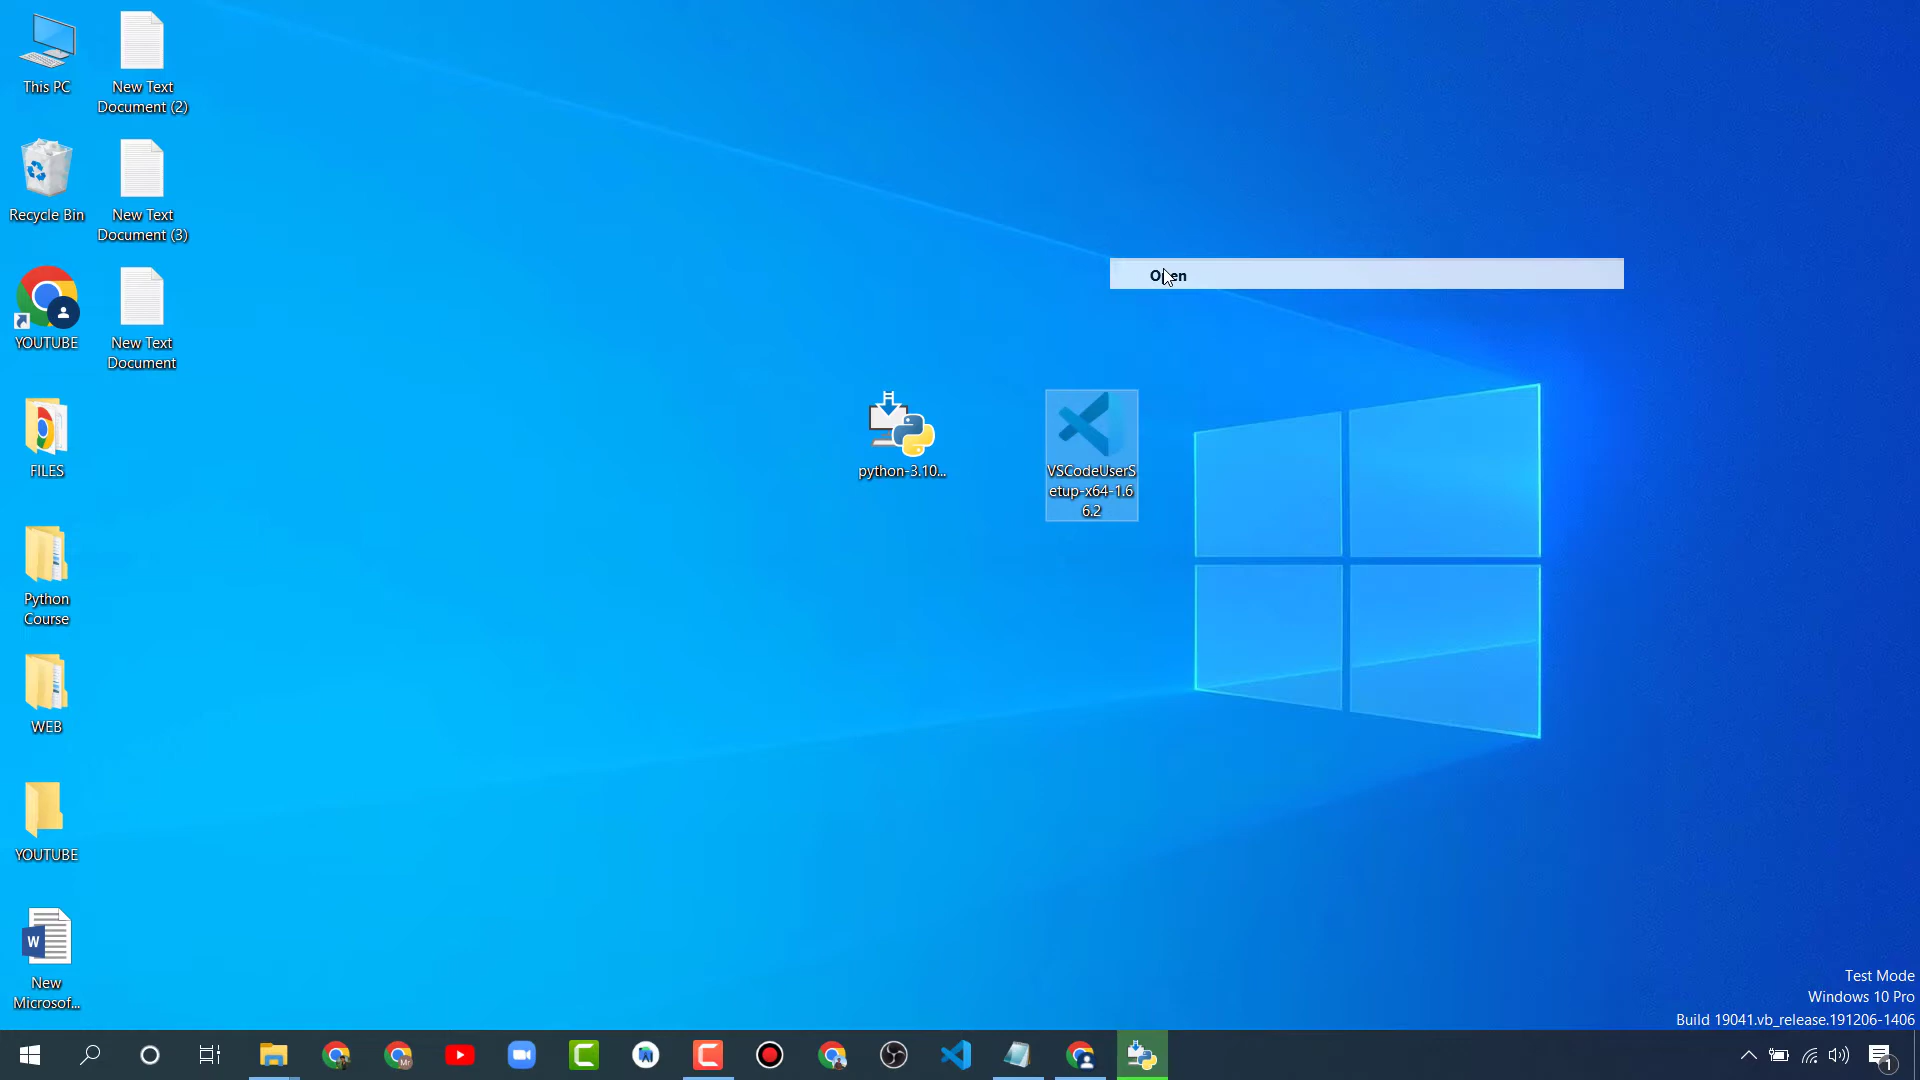 This PC
New Text
Document (2)
Recycle Bin
New Text
Document (3)
YOUTUBE
New Text
Document
FILES
Python
Course
WEB
YOUTUBE
W
New
Microsof...
Open
python-3.10...
VSCodeUserS
etup-x64-1.6
6.2
Test Mode
Windows 10 Pro
Build 19041.vb_release.191206-1406
1